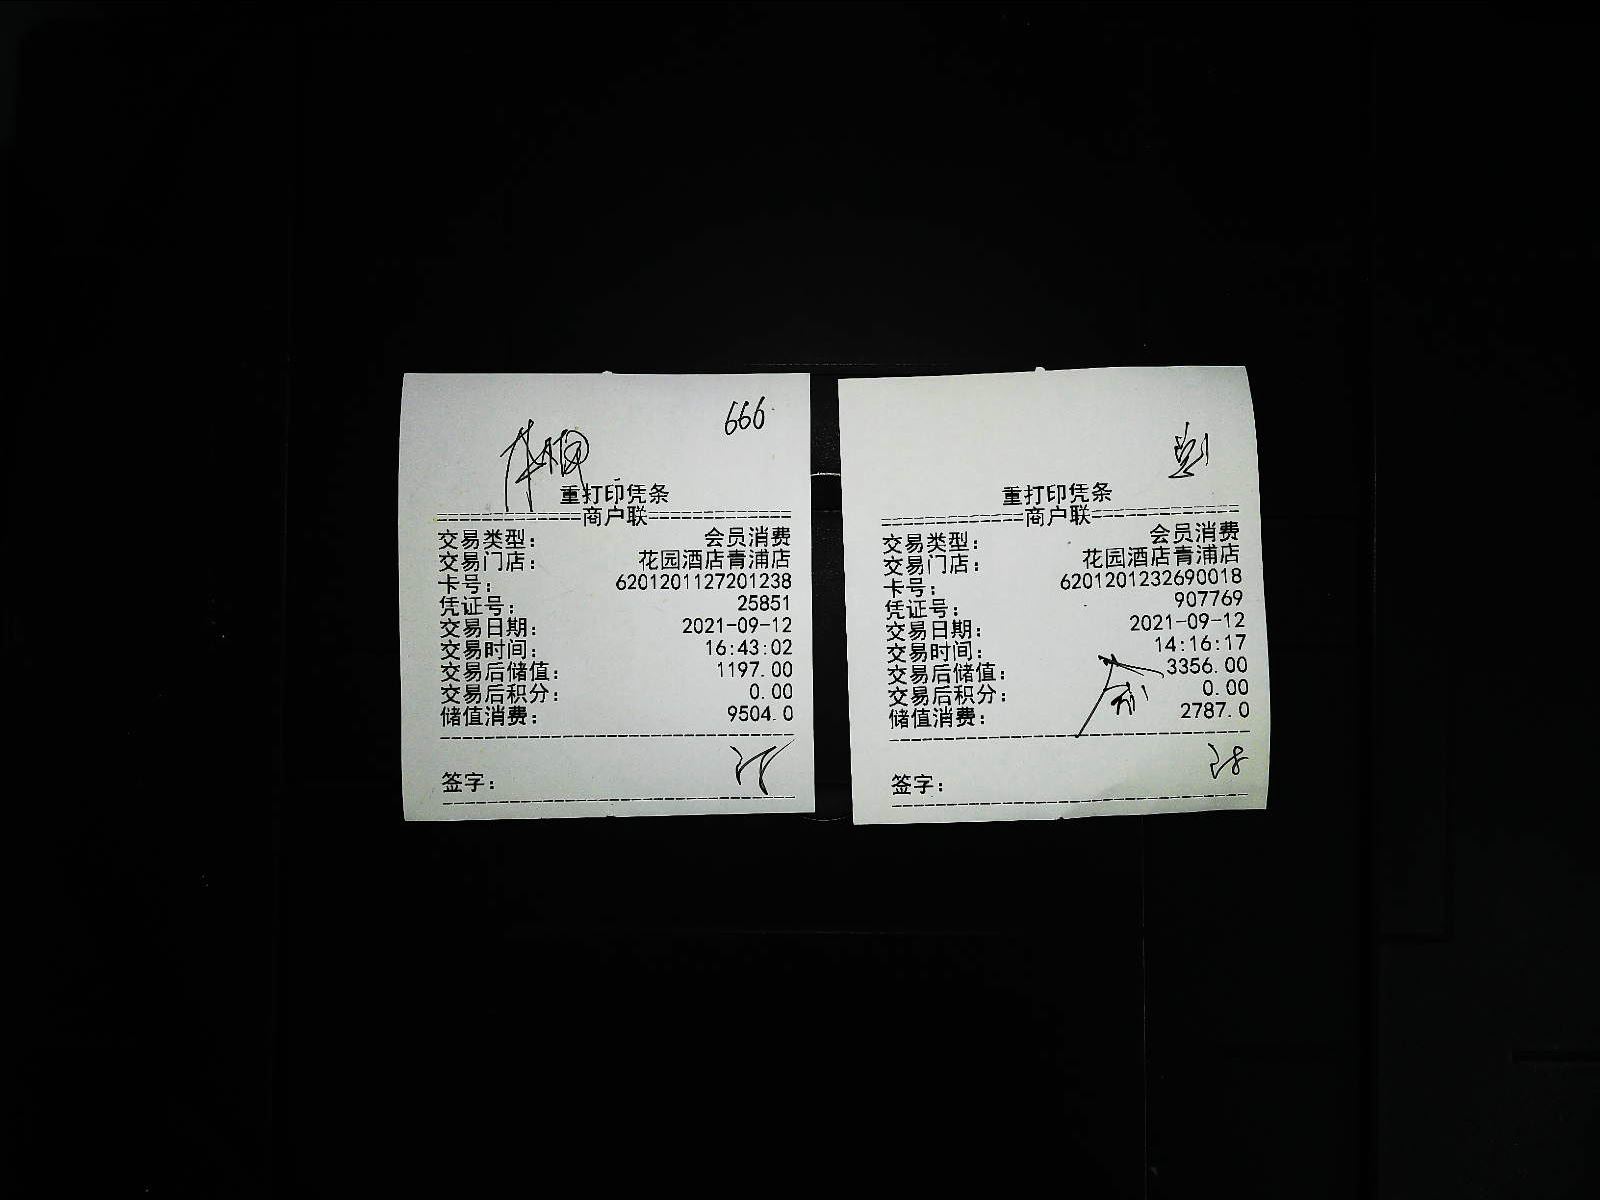 666
重打印凭条
================商户联================
交易类型: 会员消费
交易门店: 花园酒店青浦店
卡号: 6201201127201238
凭证号: 25851
交易日期: 2021-09-12
交易时间: 16:43:02
交易后储值: 1197.00
交易后积分: 0.00
储值消费: 9504.0
签字:
重打印凭条
================商户联================
交易类型: 会员消费
交易门店: 花园酒店青浦店
卡号: 6201201232690018
凭证号: 907769
交易日期: 2021-09-12
交易时间: 14:16:17
交易后储值: 3356.00
交易后积分: 0.00
储值消费: 2787.0
签字: